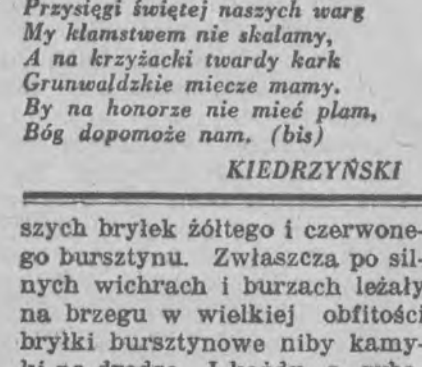 Przysięgi świętej naszych warg
My kłamstwem nie skalamy,
A na krzyżacki twardy kark
Grunwaldzkie miecze mamy.
By na honorze nie mieć plam,
Bóg dopomoże nam. (bis)
KIEDRZYŃSKI
szych bryłek żółtego i czerwone-
go bursztynu. Zwłaszcza po sil-
nych wichrach i burzach leżały
na brzegu w wielkiej obfitości
bryłki bursztynowe niby kamy-